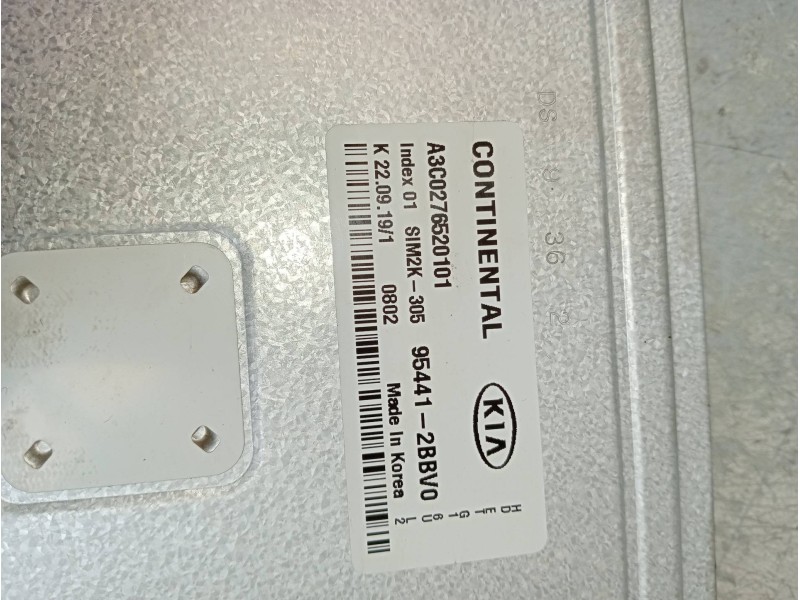 CONTINENTAL KIA
A3C0276520101
Index 01 SIM2K-305 95441-2BBV0
K 22.09.19/1 0802 Made In Korea
H
E D
T
G
1
6
U
L
2